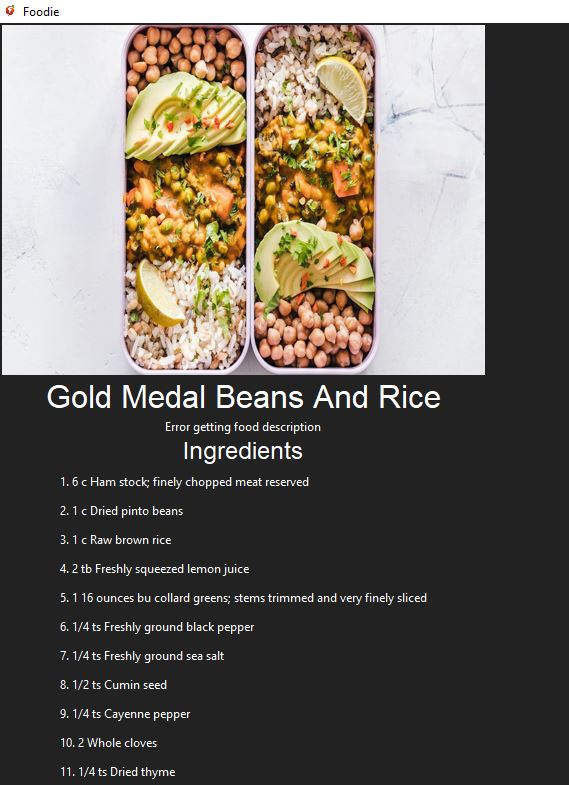 Foodie
Gold Medal Beans And Rice
Error getting food description
Ingredients
1. 6 c Ham stock; finely chopped meat reserved
2. 1 c Dried pinto beans
3. 1 c Raw brown rice
4. 2 tb Freshly squeezed lemon juice
5. 1 16 ounces bu collard greens; stems trimmed and very finely sliced
6. 1/4 ts Freshly ground black pepper
7. 1/4 ts Freshly ground sea salt
8. 1/2 ts Cumin seed
9. 1/4 ts Cayenne pepper
10. 2 Whole cloves
11. 1/4 ts Dried thyme